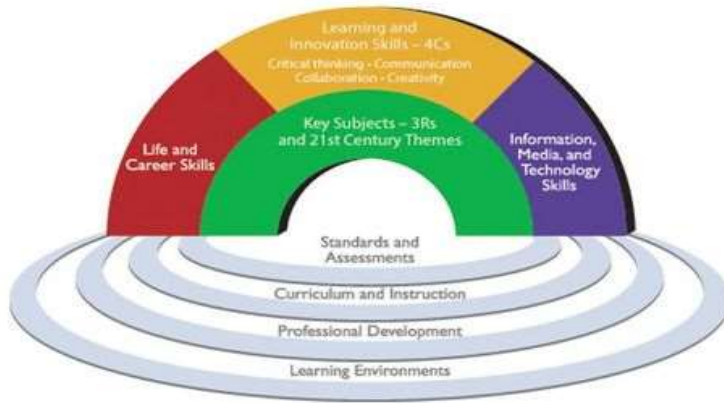 Learning and
Innovation Skills – 4Cs
Critical thinking • Communication
Collaboration • Creativity
Key Subjects – 3Rs
and 21st Century Themes
Life and
Career Skills
Information,
Media, and
Technology
Skills
Standards and
Assessments
Curriculum and Instruction
Professional Development
Learning Environments